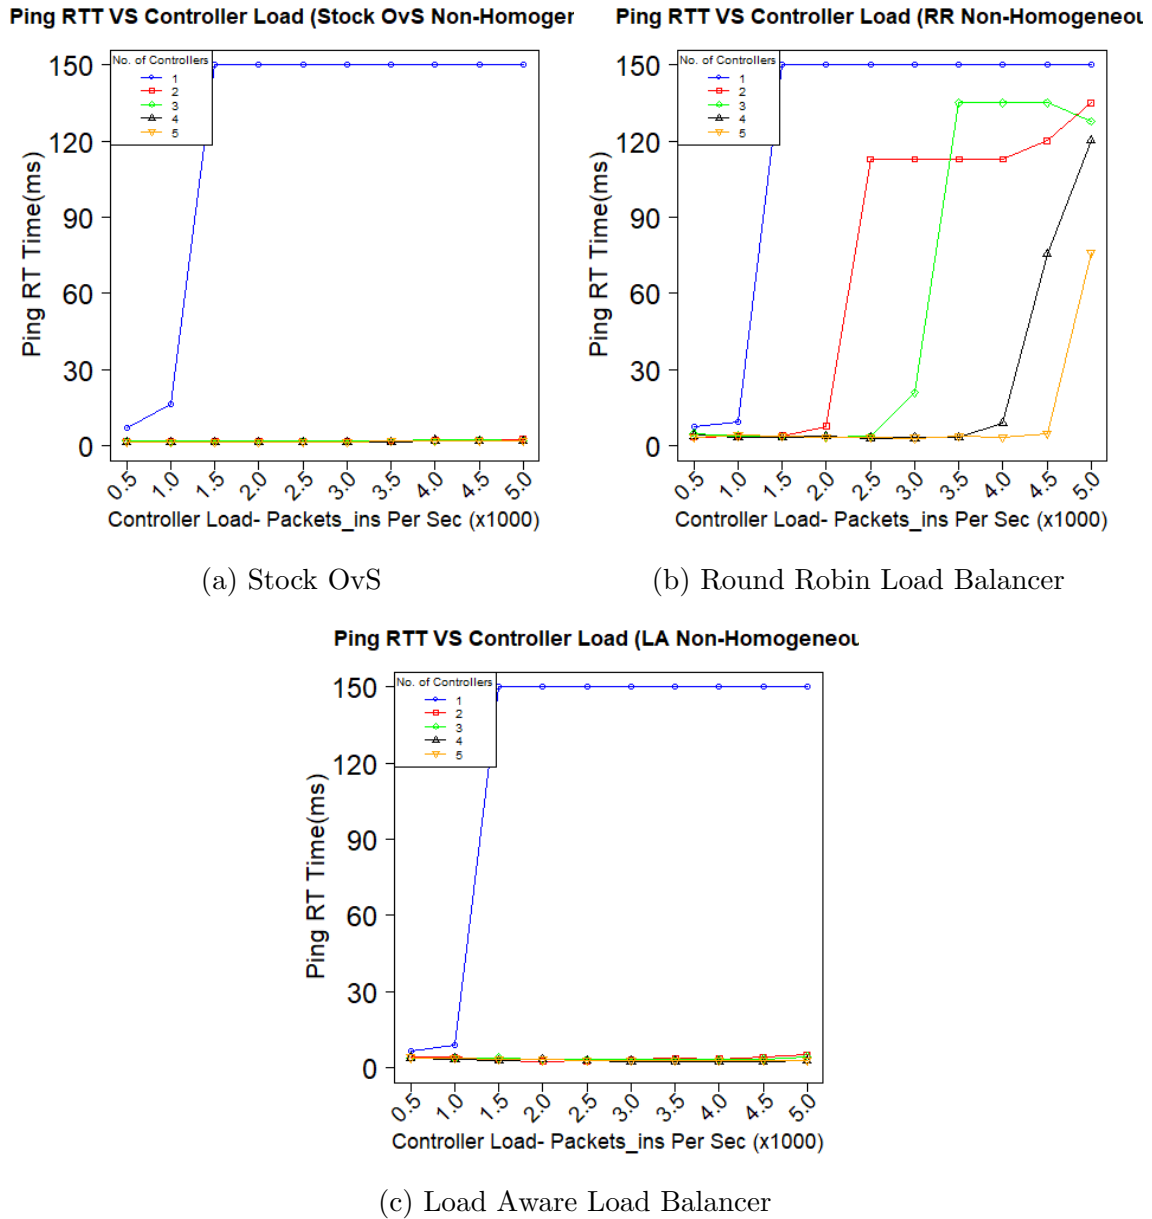 Ping RTT VS Controller Load (Stock OvS Non-Homoger
150
120
90
60
30
0
Ping RT Time(ms)
No. of Controllers
1
2
3
4
5
0.5 1.0 1.5 2.0 2.5 3.0 3.5 4.0 4.5 5.0
Controller Load- Packets_ins Per Sec (x1000)
(a) Stock OvS
Ping RTT VS Controller Load (RR Non-Homogeneou
150
120
90
60
30
0
Ping RT Time(ms)
No. of Controllers
1
2
3
4
5
0.5 1.0 1.5 2.0 2.5 3.0 3.5 4.0 4.5 5.0
Controller Load- Packets_ins Per Sec (x1000)
(b) Round Robin Load Balancer
Ping RTT VS Controller Load (LA Non-Homogeneou
150
120
90
60
30
0
Ping RT Time(ms)
No. of Controllers
1
2
3
4
5
0.5 1.0 1.5 2.0 2.5 3.0 3.5 4.0 4.5 5.0
Controller Load- Packets_ins Per Sec (x1000)
(c) Load Aware Load Balancer